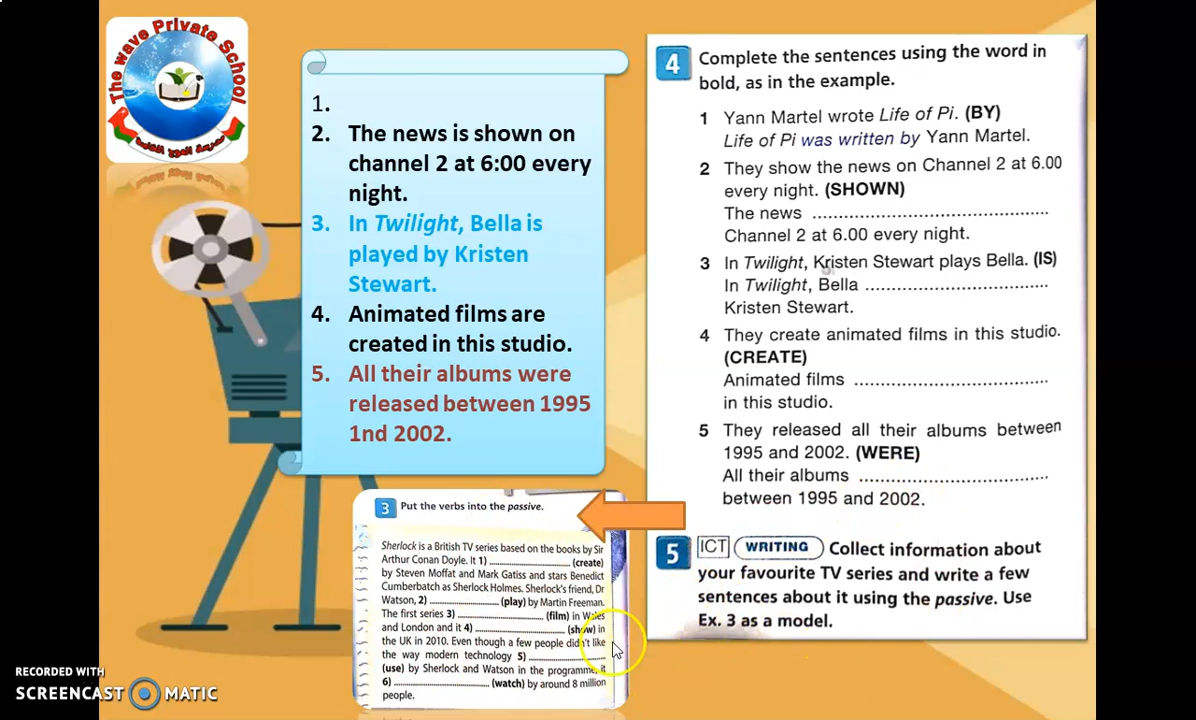 The wave Private School
مدرسة الموج الخاصة
1.
2. The news is shown on
channel 2 at 6:00 every
night.
3. In Twilight, Bella is
played by Kristen
Stewart.
4. Animated films are
created in this studio.
5. All their albums were
released between 1995
1nd 2002.
4 Complete the sentences using the word in
bold, as in the example.
1 Yann Martel wrote Life of Pi. (BY)
Life of Pi was written by Yann Martel.
2 They show the news on Channel 2 at 6.00
every night. (SHOWN)
The news ................................................
Channel 2 at 6.00 every night.
3 In Twilight, Kristen Stewart plays Bella. (IS)
In Twilight, Bella .....................................
Kristen Stewart.
4 They create animated films in this studio.
(CREATE)
Animated films .......................................
in this studio.
5 They released all their albums between
1995 and 2002. (WERE)
All their albums ......................................
between 1995 and 2002.
5 ICT WRITING Collect information about
your favourite TV series and write a few
sentences about it using the passive. Use
Ex. 3 as a model.
3 Put the verbs into the passive.
Sherlock is a British TV series based on the books by Sir
Arthur Conan Doyle. It 1) ........................ (create)
by Steven Moffat and Mark Gatiss and stars Benedict
Cumberbatch as Sherlock Holmes. Sherlock's friend, Dr
Watson, 2) ........................ (play) by Martin Freeman.
The first series 3) ........................ (film) in Wales
and London and it 4) ........................ (show) in
the UK in 2010. Even though a few people didn't like
the way modern technology 5) ........................
(use) by Sherlock and Watson in the programme, it
6) ........................ (watch) by around 8 million
people.
RECORDED WITH
SCREENCAST MATIC